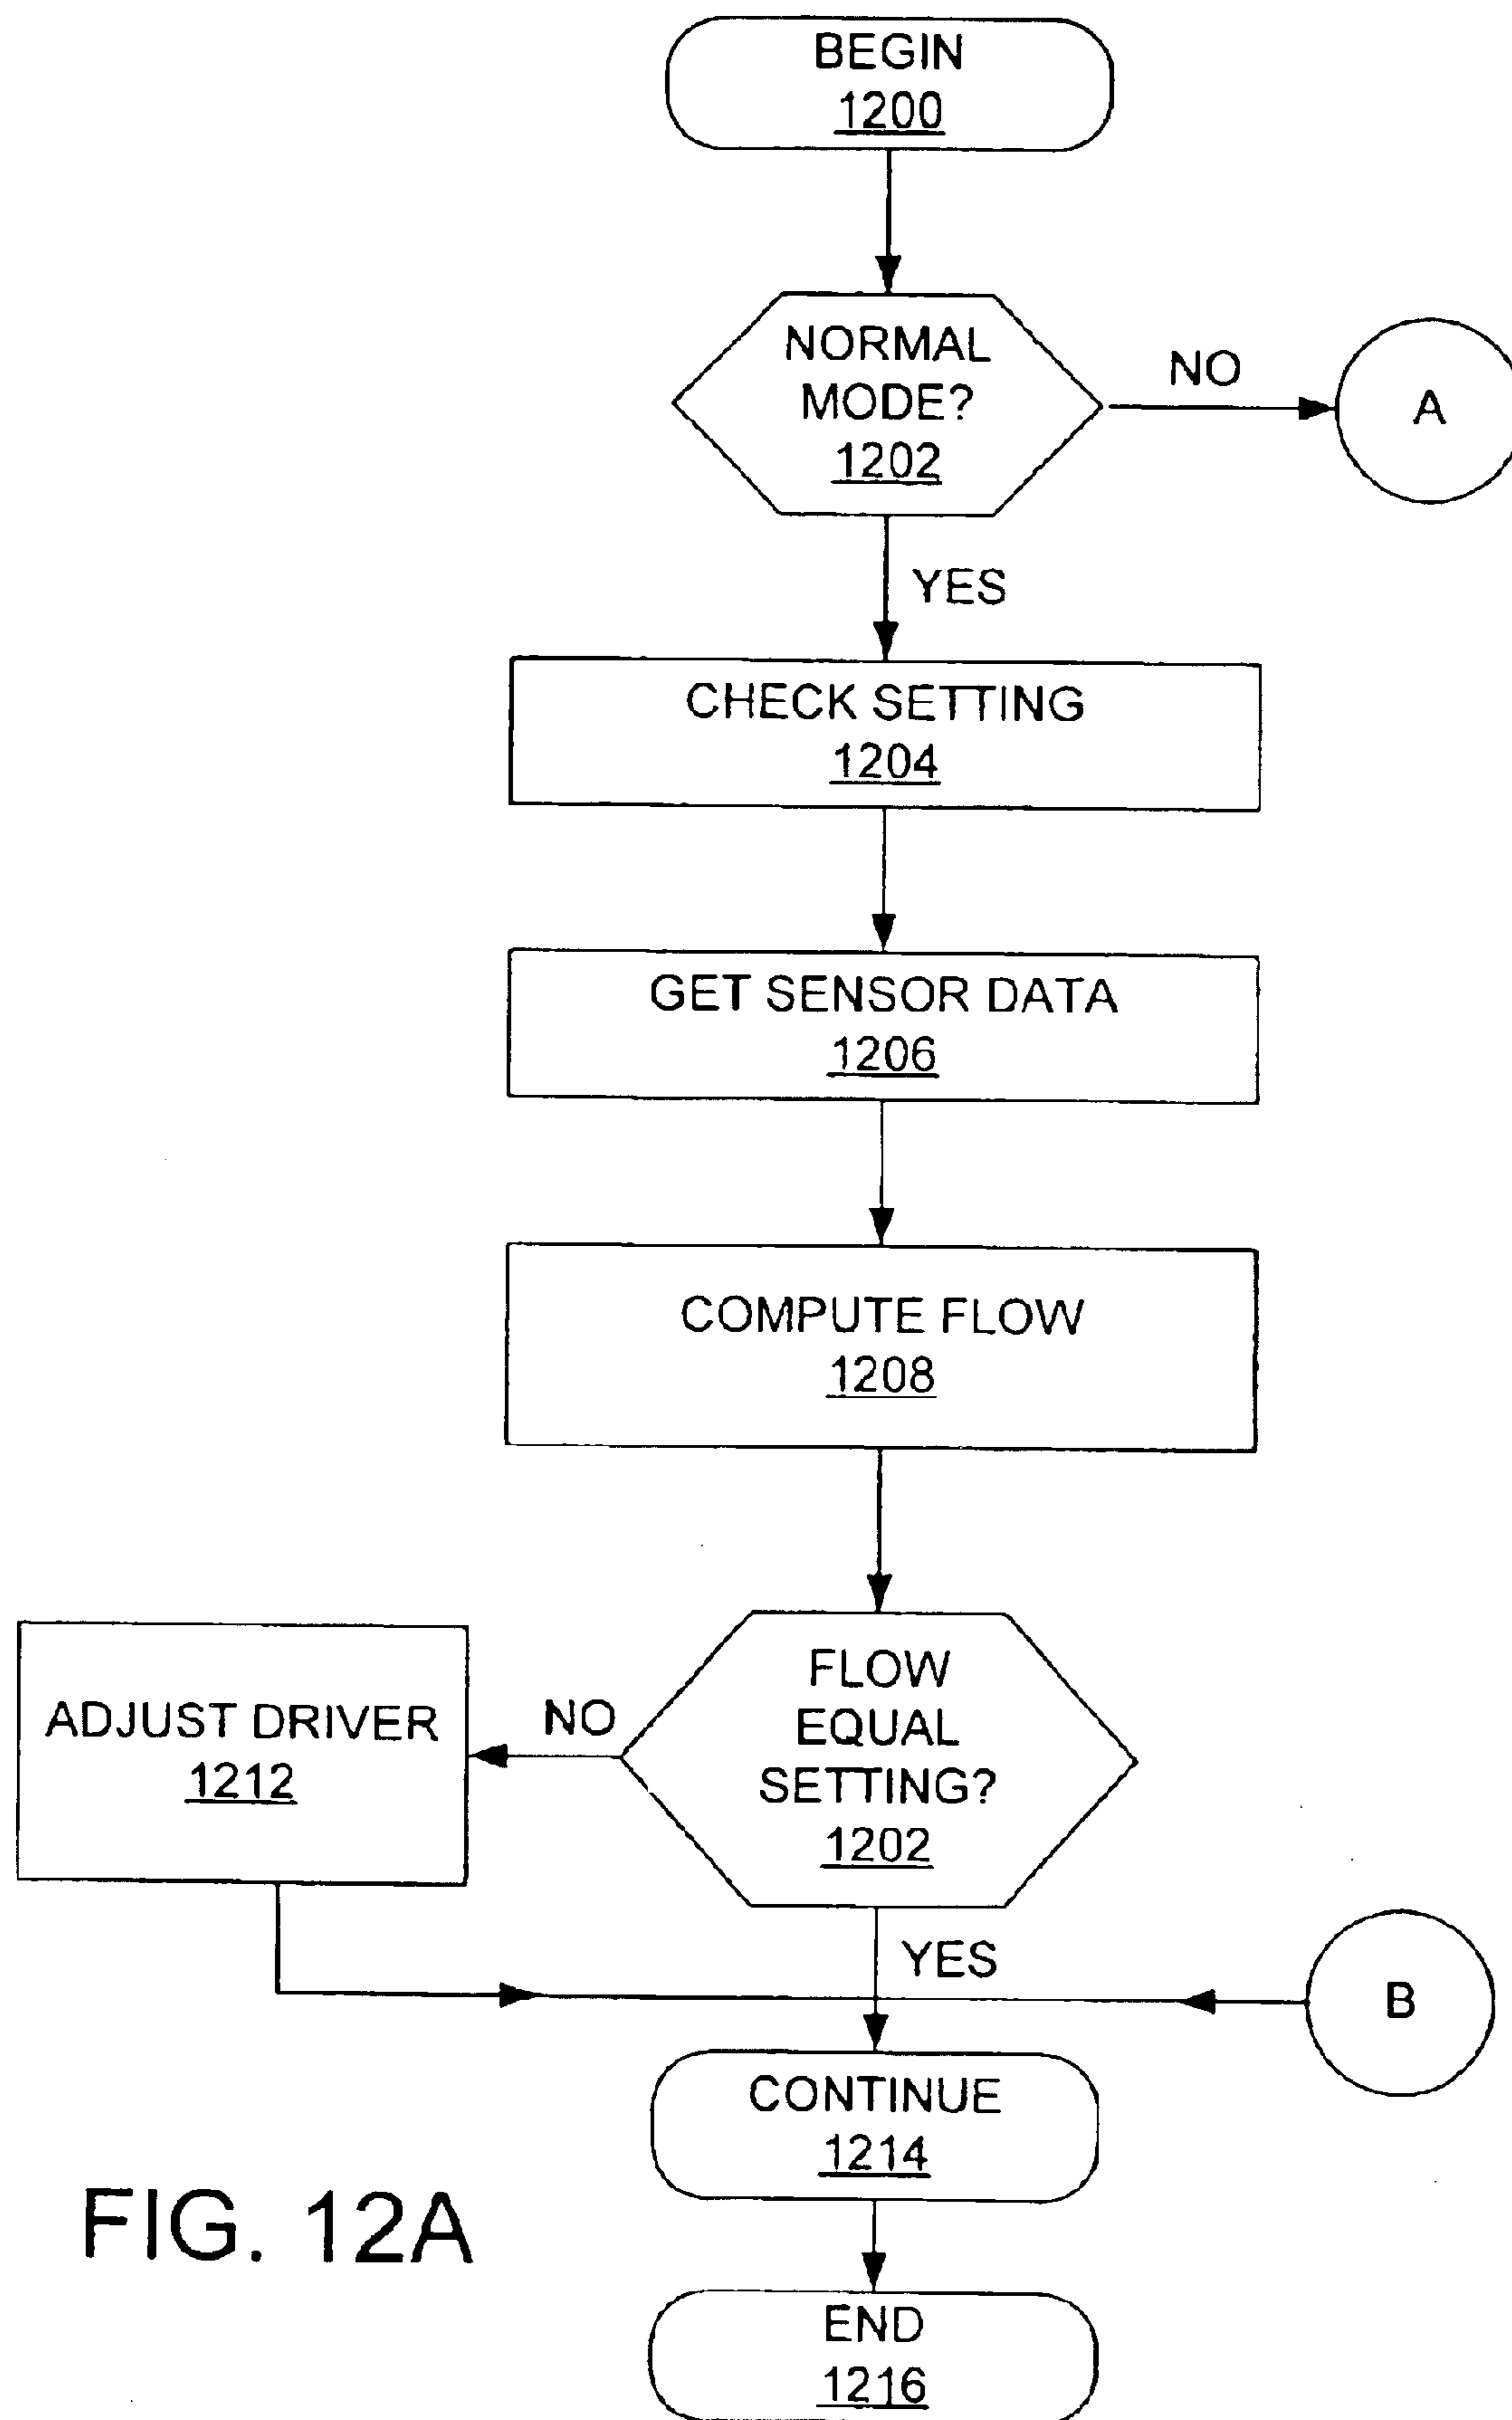 BEGIN
1200
NORMAL
MODE?
1202
NO
A
YES
CHECK SETTING
1204
GET SENSOR DATA
1206
COMPUTE FLOW
1208
FLOW
EQUAL
SETTING?
1202
NO
ADJUST DRIVER
1212
YES
B
CONTINUE
1214
END
1216
FIG. 12A